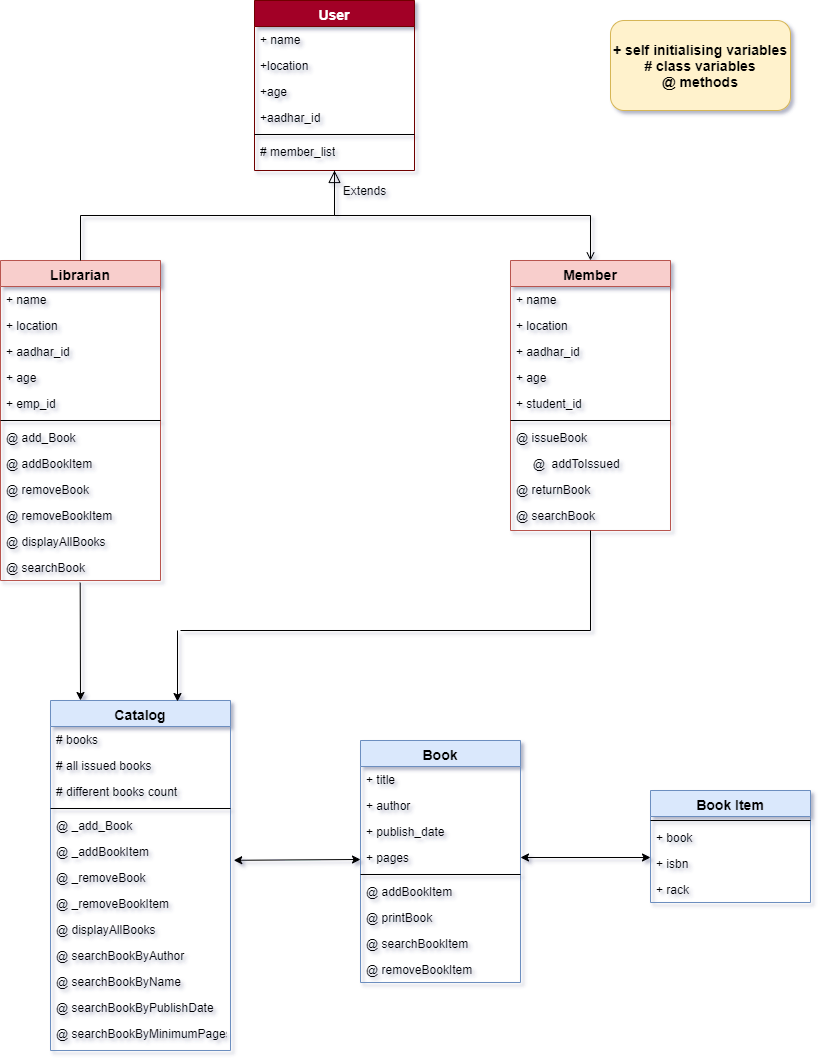 User
+ name
+location
+age
+aadhar_id
# member_list
+ self initialising variables
# class variables
@ methods
Extends
Librarian
+ name
+ location
+ aadhar_id
+ age
+ emp_id
@ add_Book
@ addBookItem
@ removeBook
@ removeBookItem
@ displayAllBooks
@ searchBook
Member
+ name
+ location
+ aadhar_id
+ age
+ student_id
@ issueBook
@ addToIssued
@ returnBook
@ searchBook
Catalog
# books
# all issued books
# different books count
@ _add_Book
@ _addBookItem
@ _removeBook
@ _removeBookItem
@ displayAllBooks
@ searchBookByAuthor
@ searchBookByName
@ searchBookByPublishDate
@ searchBookByMinimumPage
Book
+ title
+ author
+ publish_date
+ pages
@ addBookItem
@ printBook
@ searchBookItem
@ removeBookItem
Book Item
+ book
+ isbn
+ rack